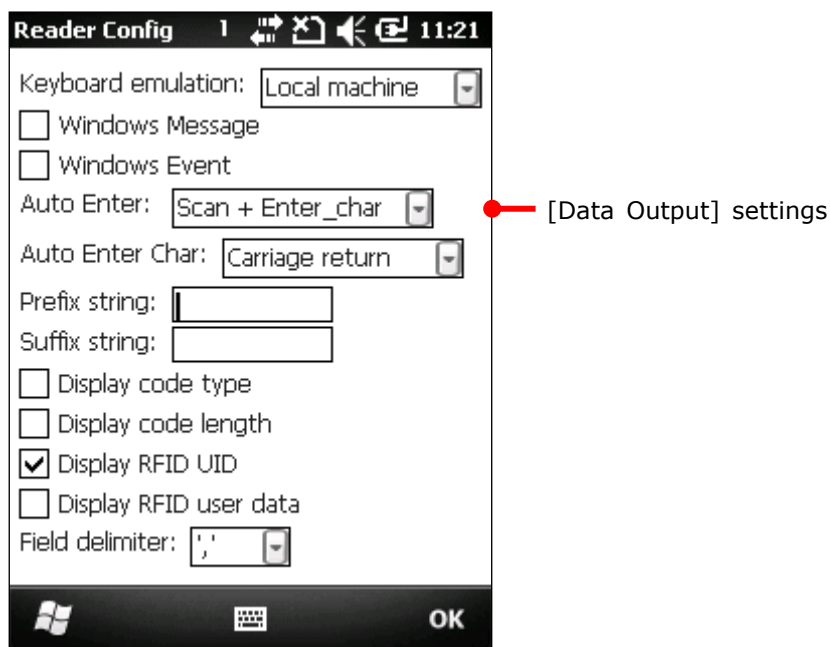 Reader Config 1 11:21
Keyboard emulation: Local machine
Windows Message
Windows Event
Auto Enter: Scan + Enter_char
[Data Output] settings
Auto Enter Char: Carriage return
Prefix string:
Suffix string:
Display code type
Display code length
Display RFID UID
Display RFID user data
Field delimiter: ','
OK